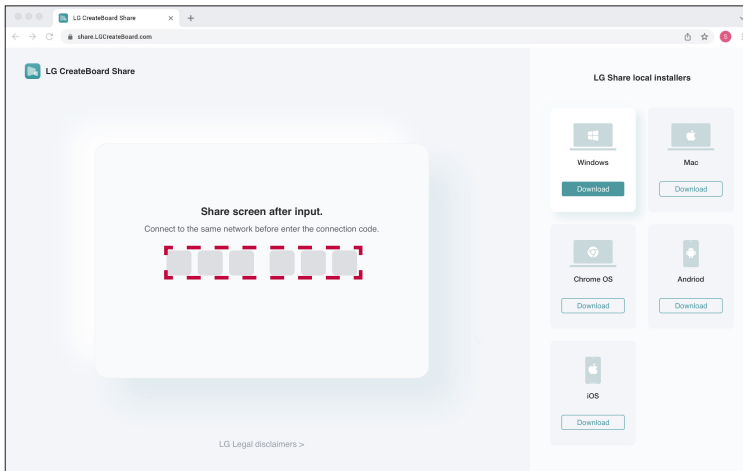 LG CreateBoard Share
share.LGCreateBoard.com
S
LG CreateBoard Share
Share screen after input.
Connect to the same network before enter the connection code.
LG Legal disclaimers >
LG Share local installers
Windows
Download
Mac
Download
Chrome OS
Download
Andriod
Download
iOS
Download